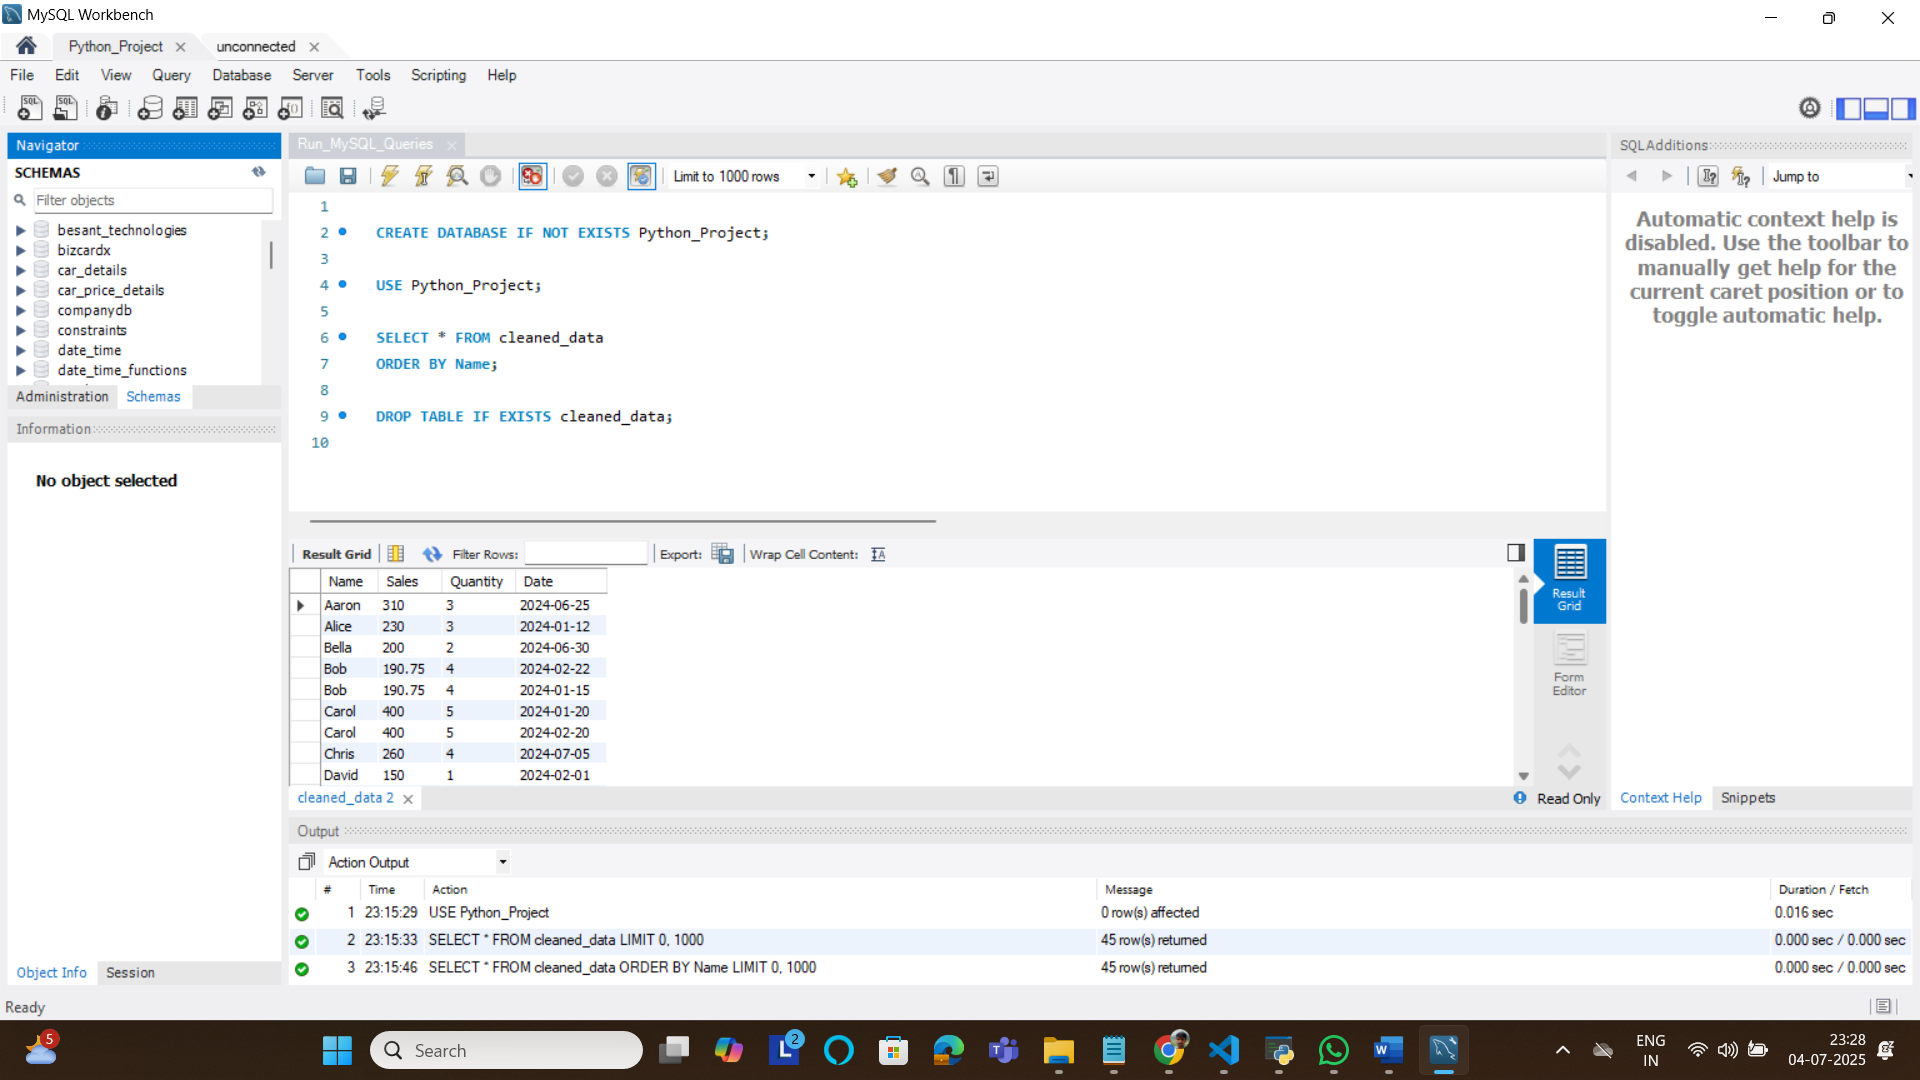 MySQL Workbench
Python_Project
unconnected
File Edit View Query Database Server Tools Scripting Help
Navigator
SCHEMAS
Filter objects
besant_technologies
bizcardx
car_details
car_price_details
companydb
constraints
date_time
date_time_functions
Administration Schemas
Information
No object selected
Object Info Session
Run_MySQL_Queries
Limit to 1000 rows
1
2 CREATE DATABASE IF NOT EXISTS Python_Project;
3
4 USE Python_Project;
5
6 SELECT * FROM cleaned_data
7 ORDER BY Name;
8
9 DROP TABLE IF EXISTS cleaned_data;
10
Result Grid Filter Rows: Export: Wrap Cell Content:
Name Sales Quantity Date
Aaron 310 3 2024-06-25
Alice 230 3 2024-01-12
Bella 200 2 2024-06-30
Bob 190.75 4 2024-02-22
Bob 190.75 4 2024-01-15
Carol 400 5 2024-01-20
Carol 400 5 2024-02-20
Chris 260 4 2024-07-05
David 150 1 2024-02-01
Result
Grid
Form
Editor
cleaned_data 2
Read Only
SQLAdditions
Jump to
Automatic context help is
disabled. Use the toolbar to
manually get help for the
current caret position or to
toggle automatic help.
Context Help Snippets
Output
Action Output
# Time Action Message Duration / Fetch
1 23:15:29 USE Python_Project 0 row(s) affected 0.016 sec
2 23:15:33 SELECT * FROM cleaned_data LIMIT 0, 1000 45 row(s) returned 0.000 sec / 0.000 sec
3 23:15:46 SELECT * FROM cleaned_data ORDER BY Name LIMIT 0, 1000 45 row(s) returned 0.000 sec / 0.000 sec
Ready
5
Search
L 2
ENG
IN
23:28
04-07-2025